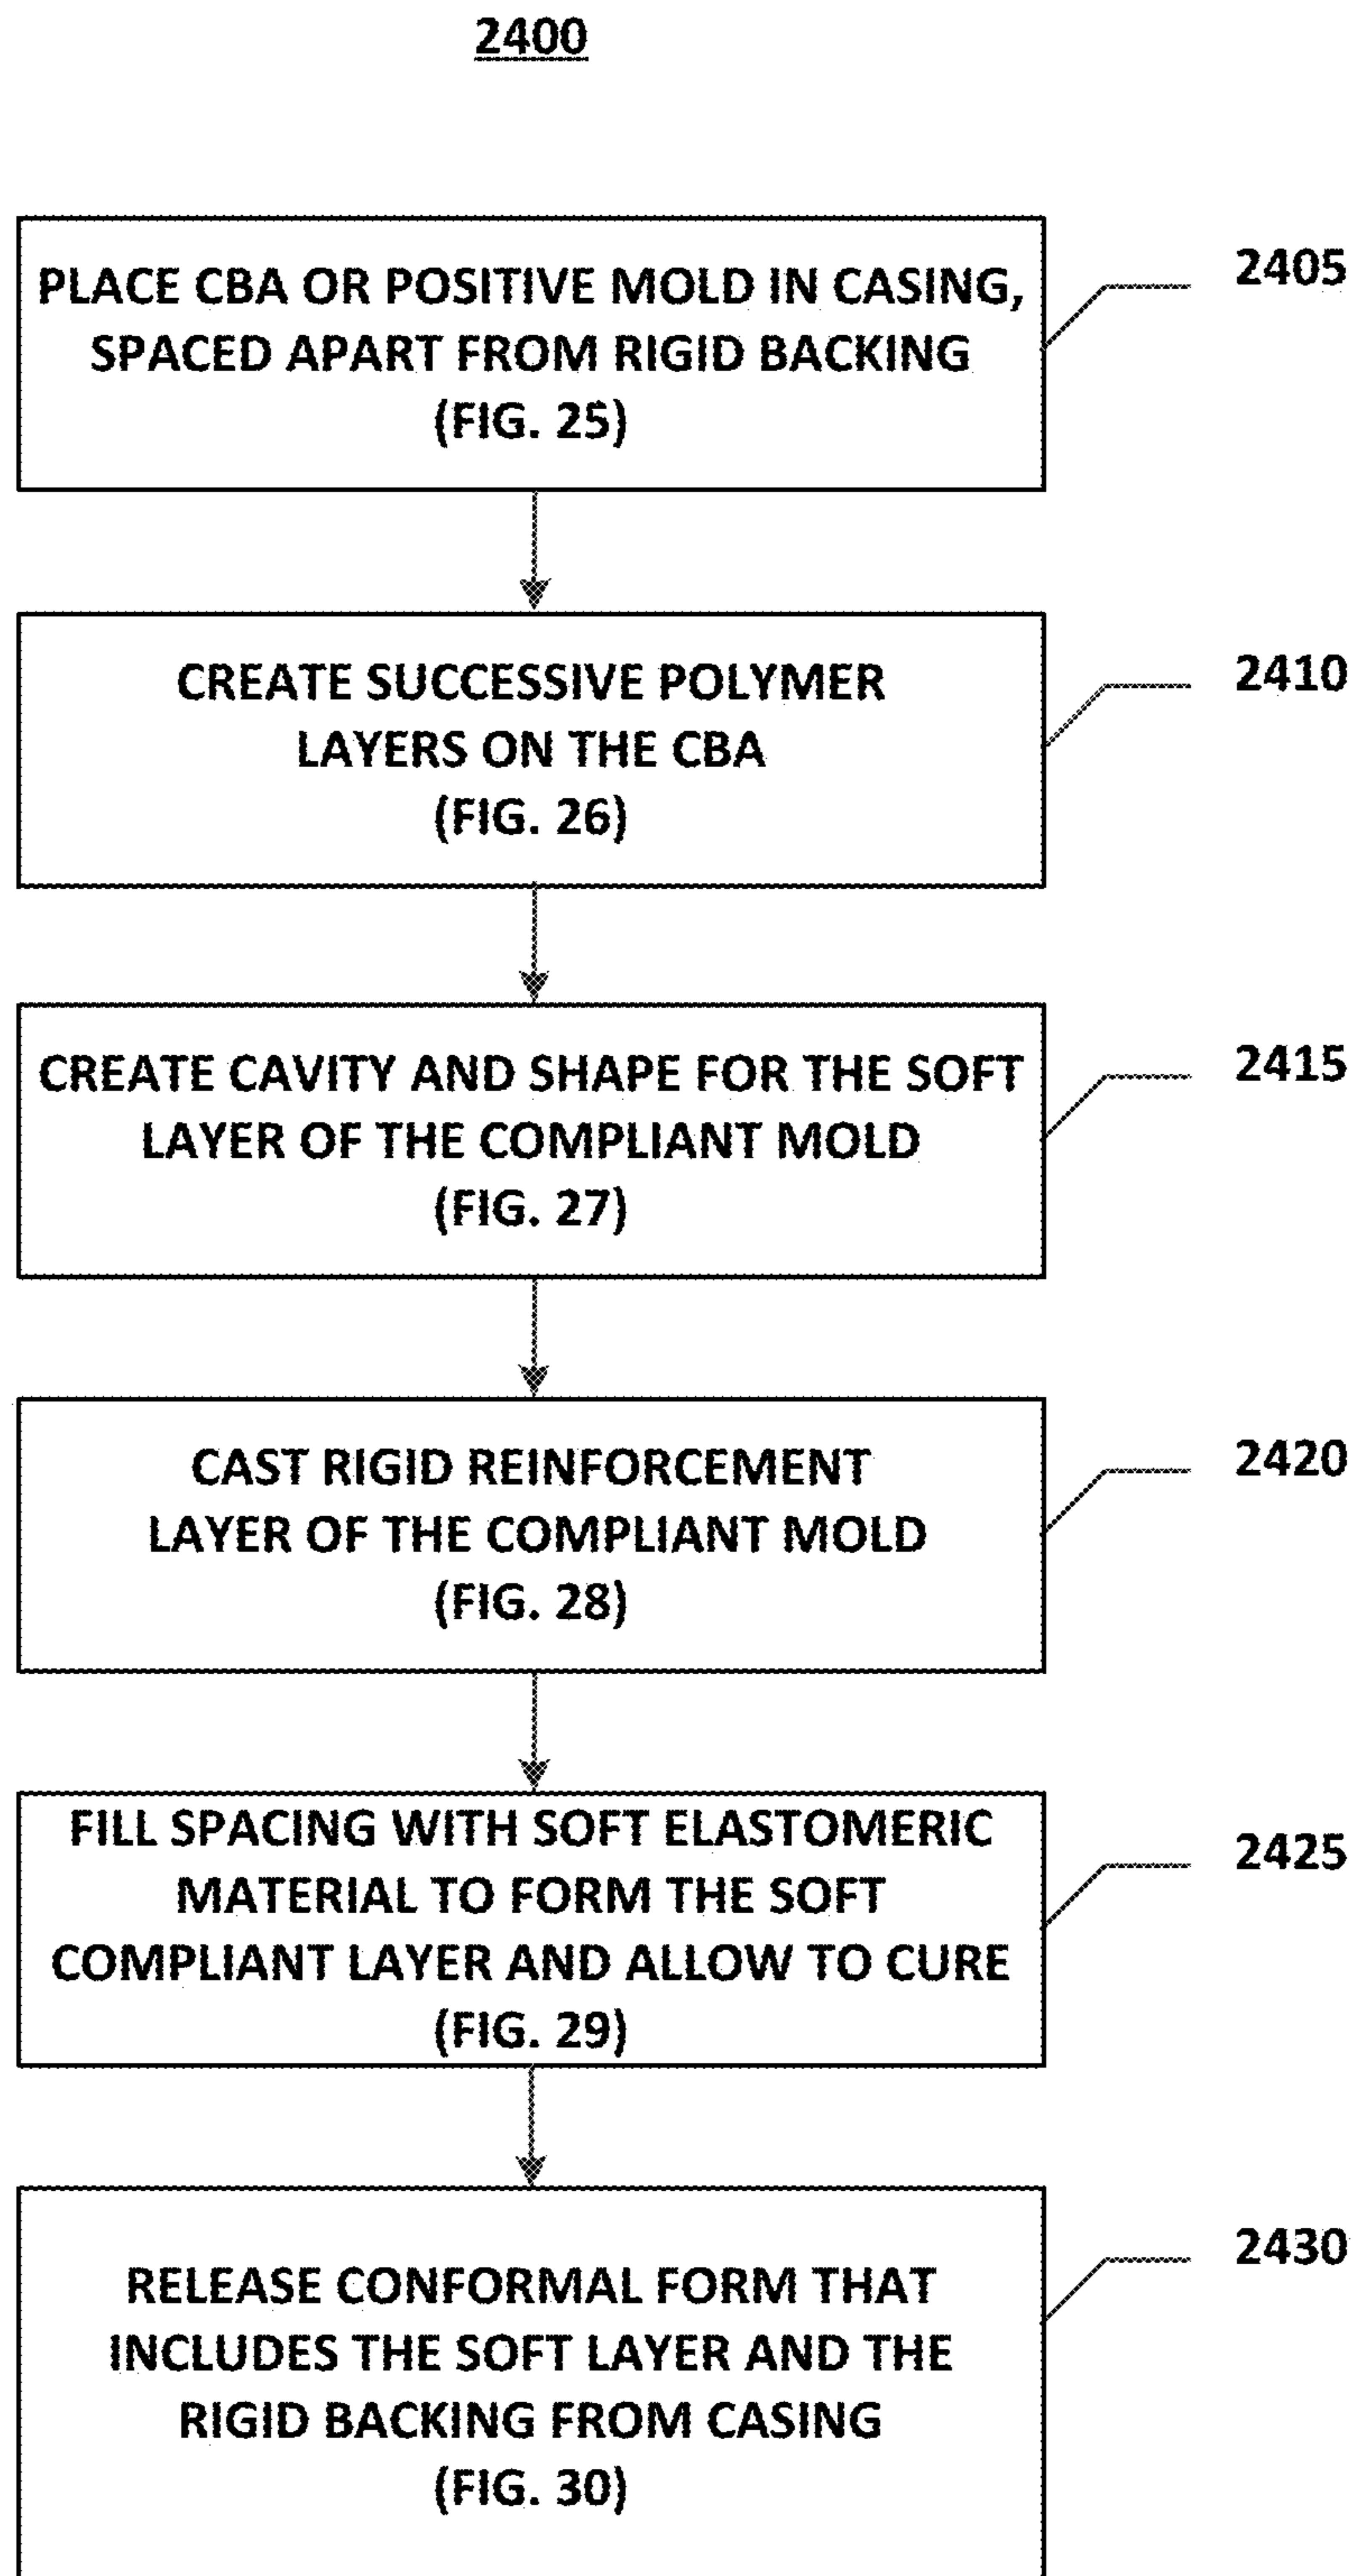 2400
PLACE CBA OR POSITIVE MOLD IN CASING,
SPACED APART FROM RIGID BACKING
(FIG. 25)
2405
CREATE SUCCESSIVE POLYMER
LAYERS ON THE CBA
(FIG. 26)
2410
CREATE CAVITY AND SHAPE FOR THE SOFT
LAYER OF THE COMPLIANT MOLD
(FIG. 27)
2415
CAST RIGID REINFORCEMENT
LAYER OF THE COMPLIANT MOLD
(FIG. 28)
2420
FILL SPACING WITH SOFT ELASTOMERIC
MATERIAL TO FORM THE SOFT
COMPLIANT LAYER AND ALLOW TO CURE
(FIG. 29)
2425
RELEASE CONFORMAL FORM THAT
INCLUDES THE SOFT LAYER AND THE
RIGID BACKING FROM CASING
(FIG. 30)
2430